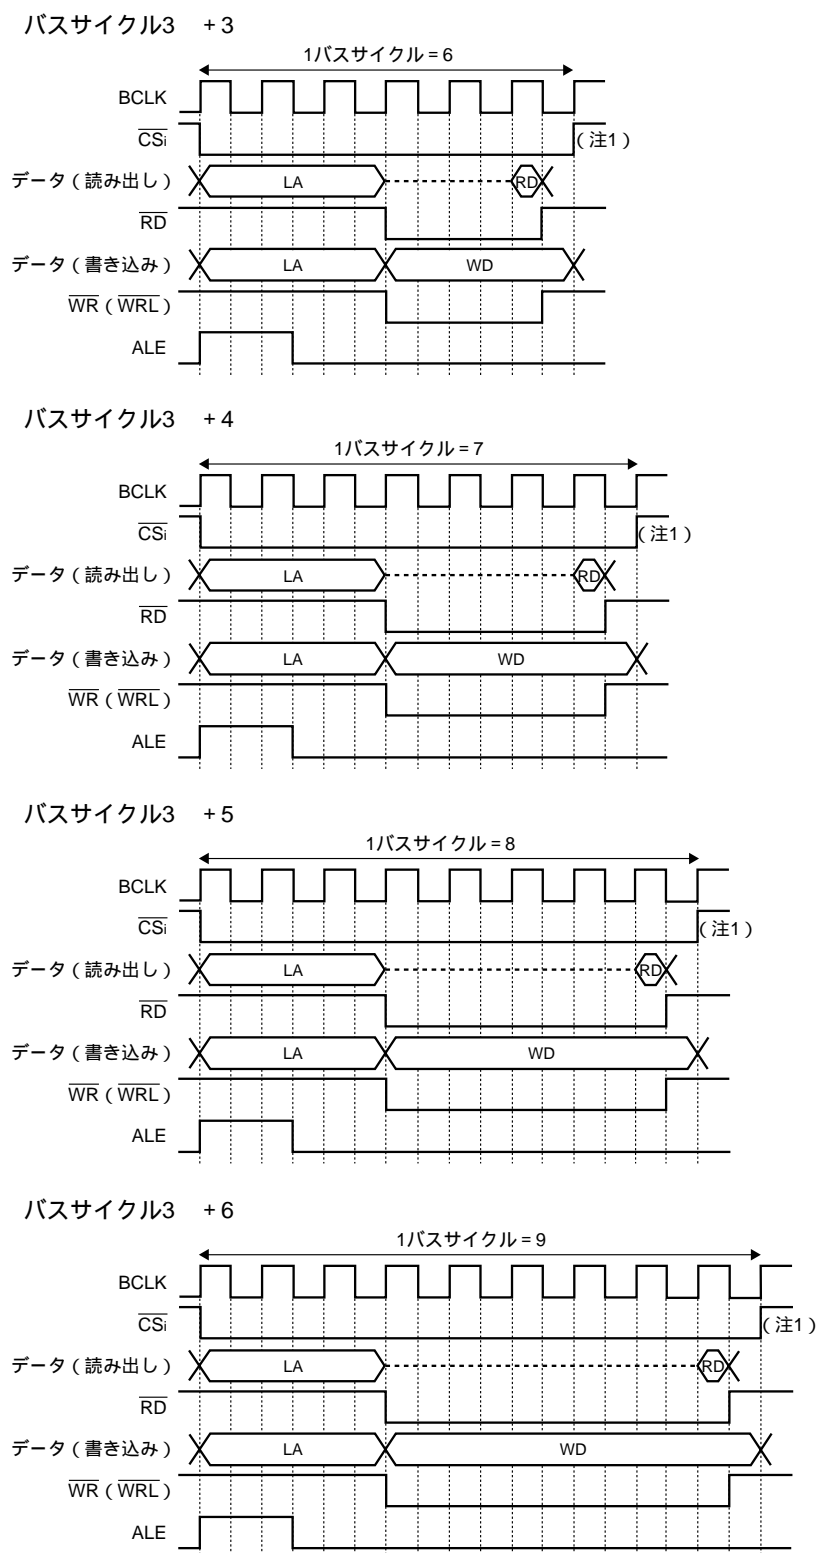 バスサイクル3 +3
1バスサイクル=6
BCLK
CSi
(注1)
データ(読み出し)
LA
RD
RD
データ(書き込み)
LA
WD
WR(WRL)
ALE
バスサイクル3 +4
1バスサイクル=7
BCLK
CSi
(注1)
データ(読み出し)
LA
RD
RD
データ(書き込み)
LA
WD
WR(WRL)
ALE
バスサイクル3 +5
1バスサイクル=8
BCLK
CSi
(注1)
データ(読み出し)
LA
RD
RD
データ(書き込み)
LA
WD
WR(WRL)
ALE
バスサイクル3 +6
1バスサイクル=9
BCLK
CSi
(注1)
データ(読み出し)
LA
RD
RD
データ(書き込み)
LA
WD
WR(WRL)
ALE